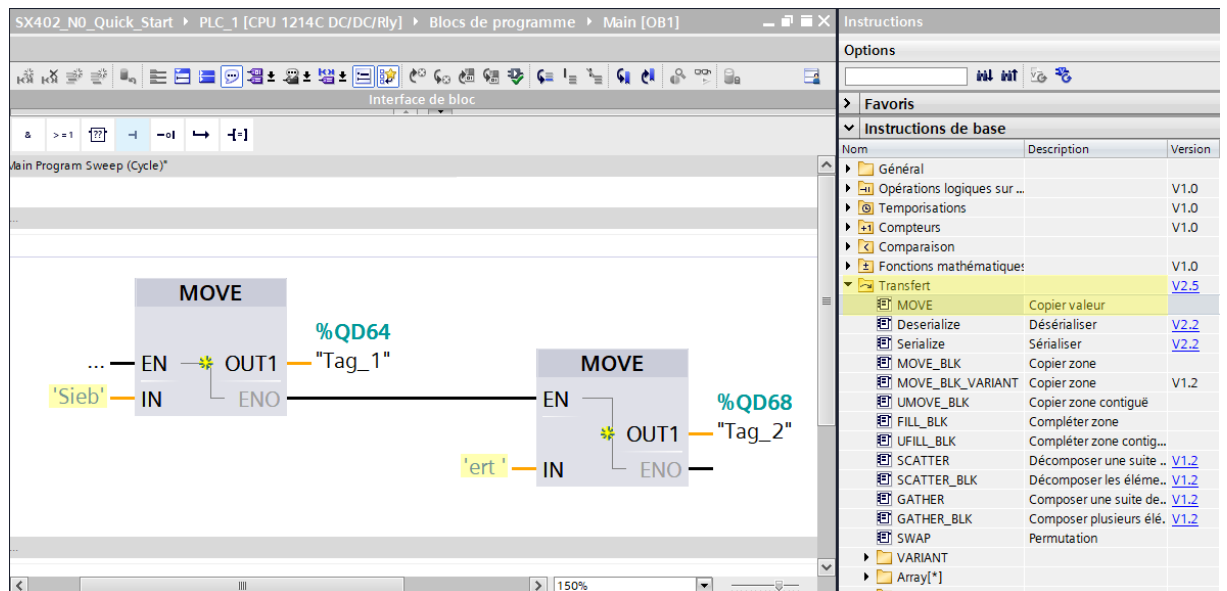 SX402_N0_Quick_Start ▸ PLC_1 [CPU 1214C DC/DC/Rly] ▸ Blocs de programme ▸ Main [OB1]
Interface de bloc
& >=1 ??
Main Program Sweep (Cycle)"
...
MOVE
%QD64
... EN OUT1 "Tag_1"
'Sieb' IN ENO
MOVE
EN
%QD68
OUT1 "Tag_2"
'ert ' IN ENO
...
150%
Instructions
Options
Favoris
Instructions de base
Nom Description Version
Général
Opérations logiques sur ... V1.0
Temporisations V1.0
Compteurs V1.0
Comparaison
Fonctions mathématiques V1.0
Transfert V2.5
MOVE Copier valeur
Deserialize Désérialiser V2.2
Serialize Sérialiser V2.2
MOVE_BLK Copier zone
MOVE_BLK_VARIANT Copier zone V1.2
UMOVE_BLK Copier zone contiguë
FILL_BLK Compléter zone
UFILL_BLK Compléter zone contig...
SCATTER Décomposer une suite .. V1.2
SCATTER_BLK Décomposer les éléme.. V1.2
GATHER Composer une suite de.. V1.2
GATHER_BLK Composer plusieurs élé. V1.2
SWAP Permutation
VARIANT
Array[*]